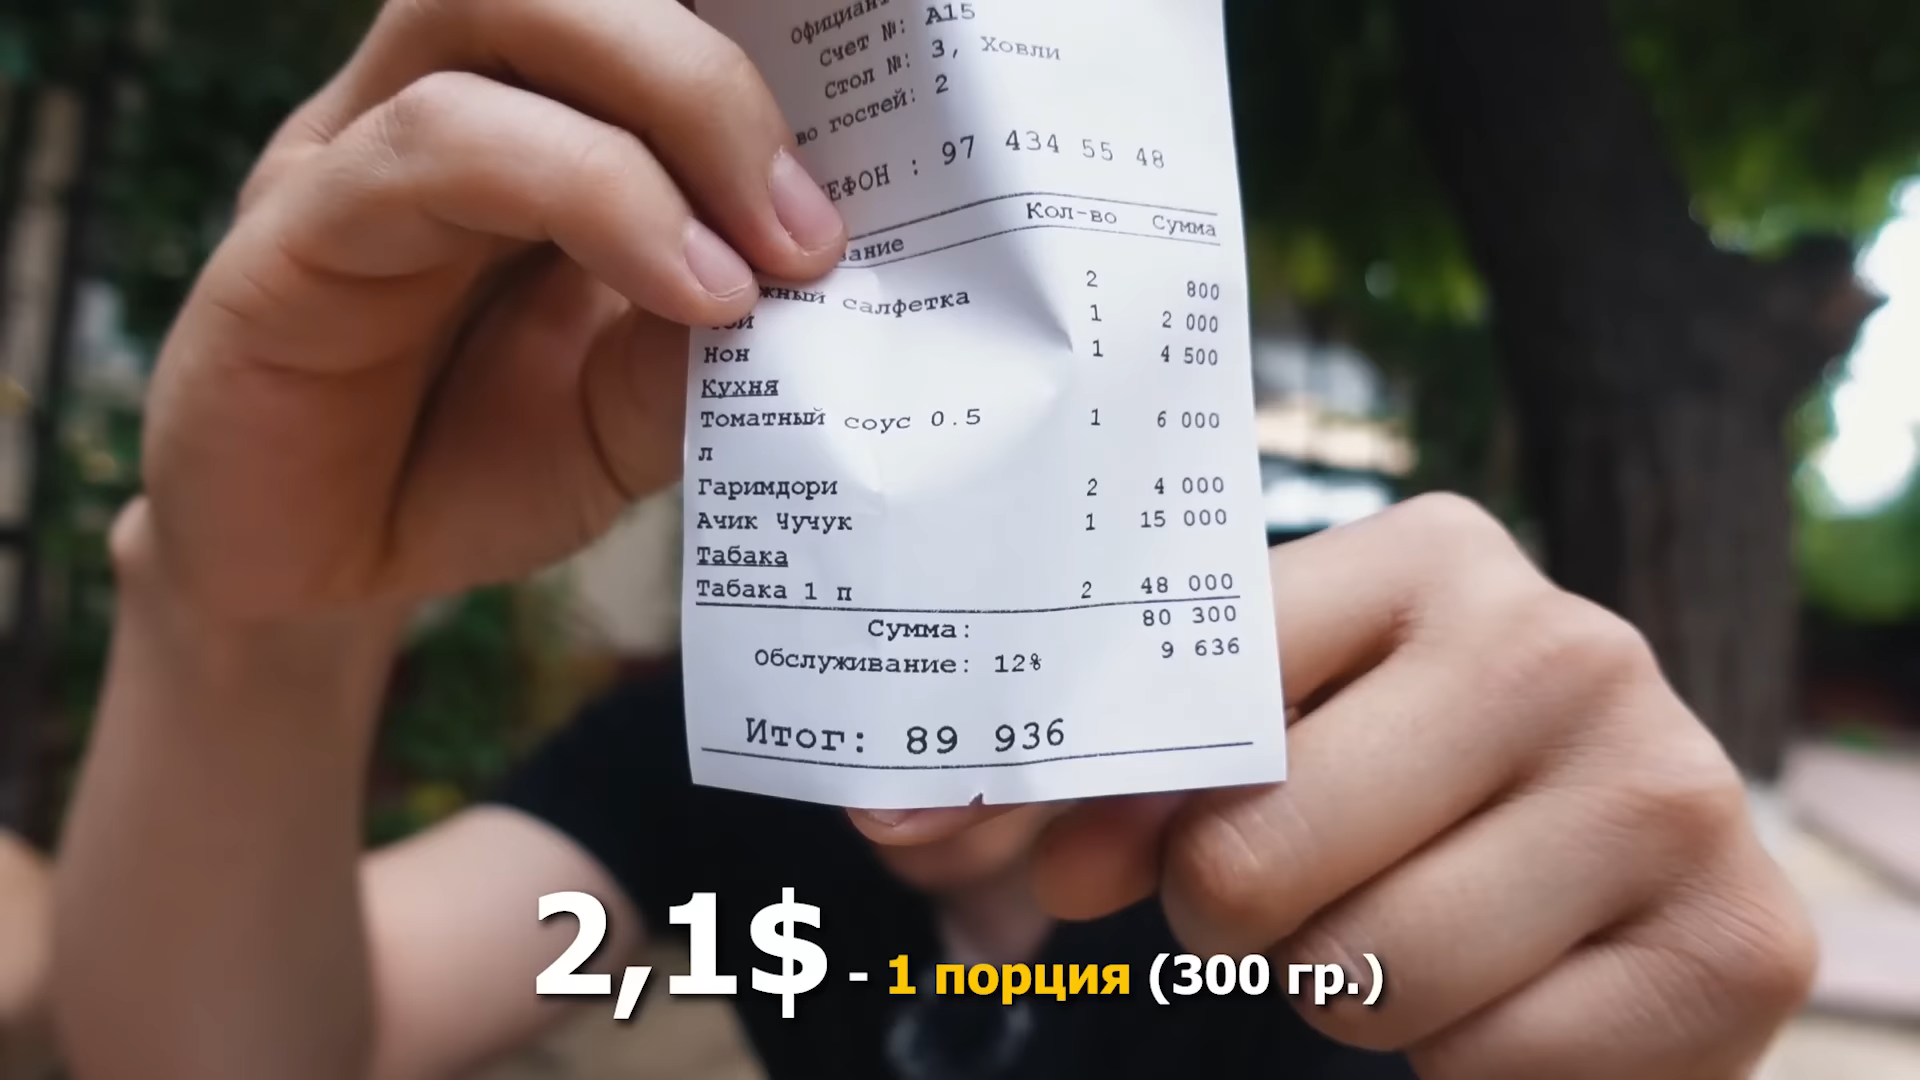 Счет №: А15
Стол №: 3, Ховли
во гостей: 2
ЕФОН : 97 434 55 48
вание Кол-во Сумма
жный салфетка 2 800
ой 1 2 000
Нон 1 4 500
Кухня
Томатный соус 0.5 1 6 000
л
Гаримдори 2 4 000
Ачик Чучук 1 15 000
Табака
Табака 1 п 2 48 000
Сумма: 80 300
Обслуживание: 12% 9 636
Итог: 89 936
2,1$ - 1 порция (300 гр.)